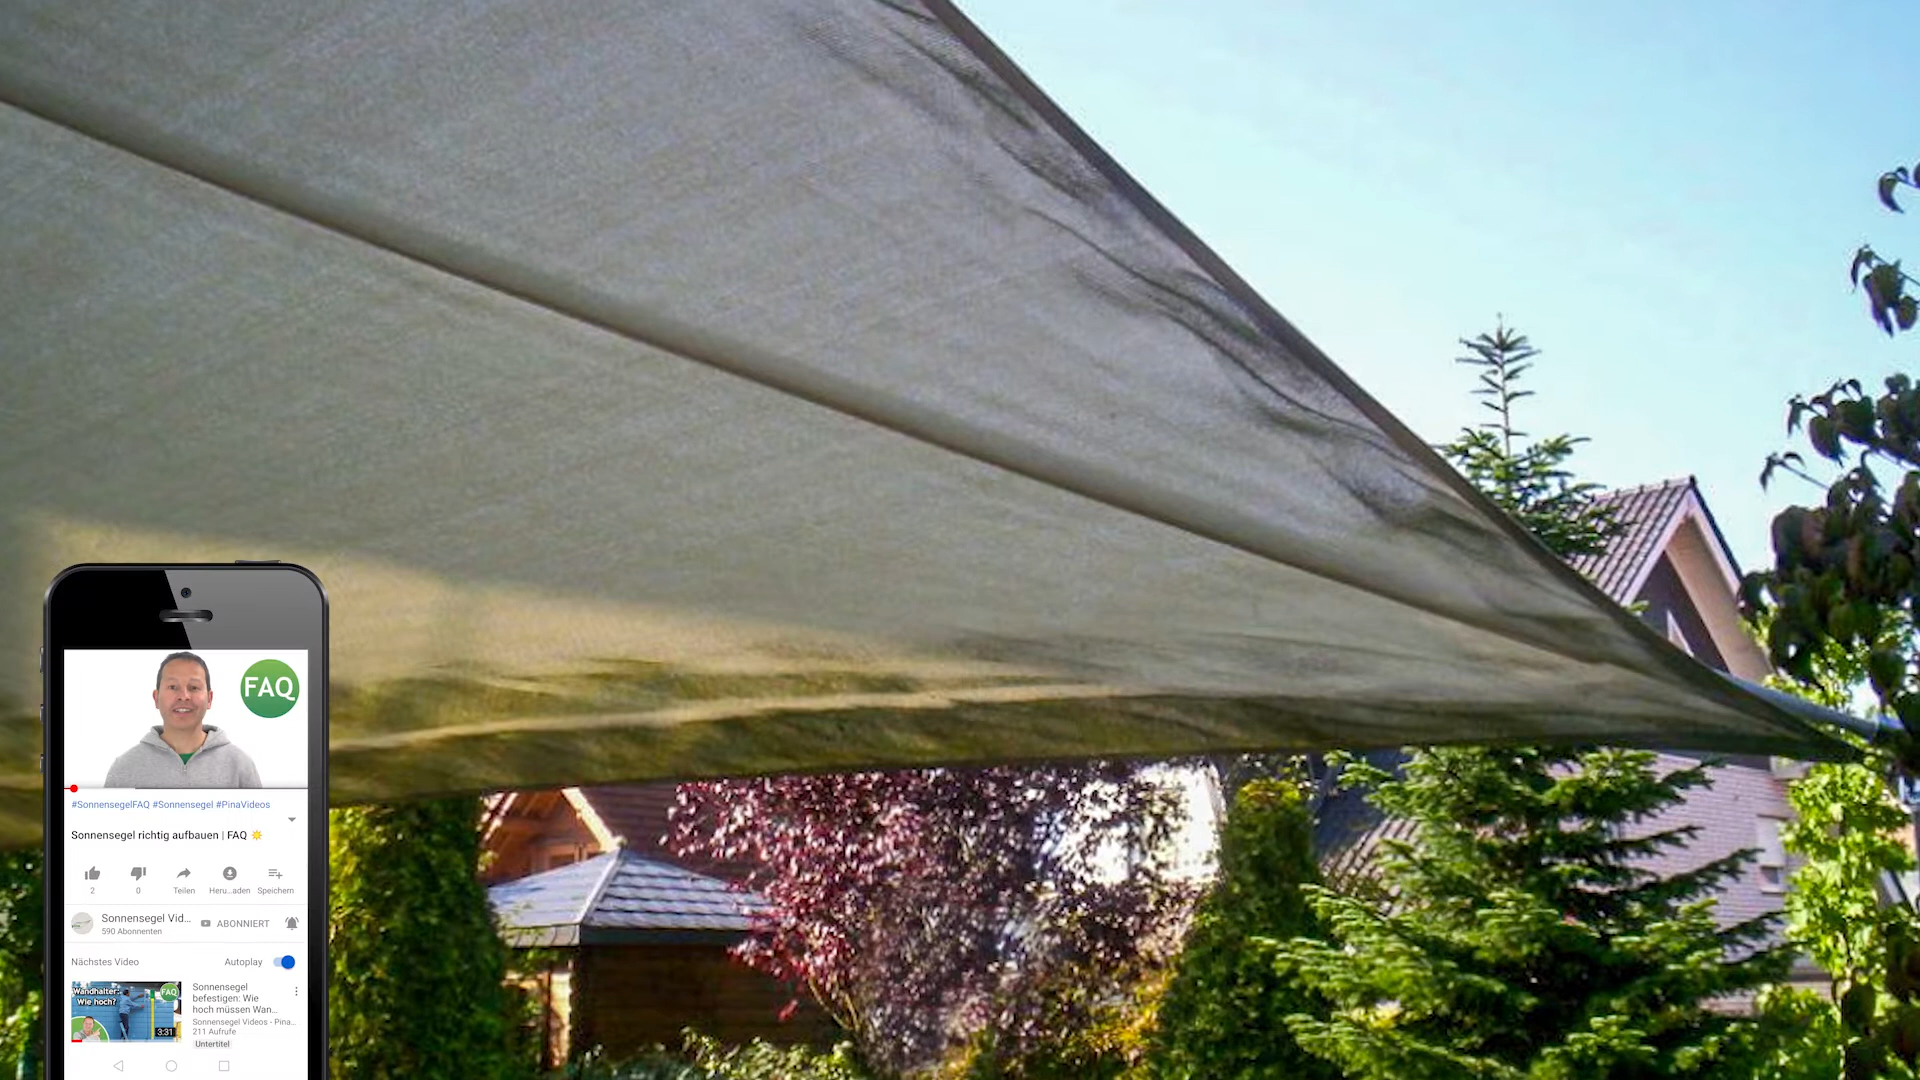 FAQ
#SonnensegelFAQ #Sonnensegel #PinaVideos
Sonnensegel richtig aufbauen | FAQ ☀️
2
0
Teilen
Heru...aden
Speichern
Sonnensegel Vid...
590 Abonnenten
ABONNIERT
Nächstes Video
Autoplay
Wandhalter:
Wie hoch?
FAQ
3:31
Sonnensegel
befestigen: Wie
hoch müssen Wan...
Sonnensegel Videos - Pina...
211 Aufrufe
Untertitel